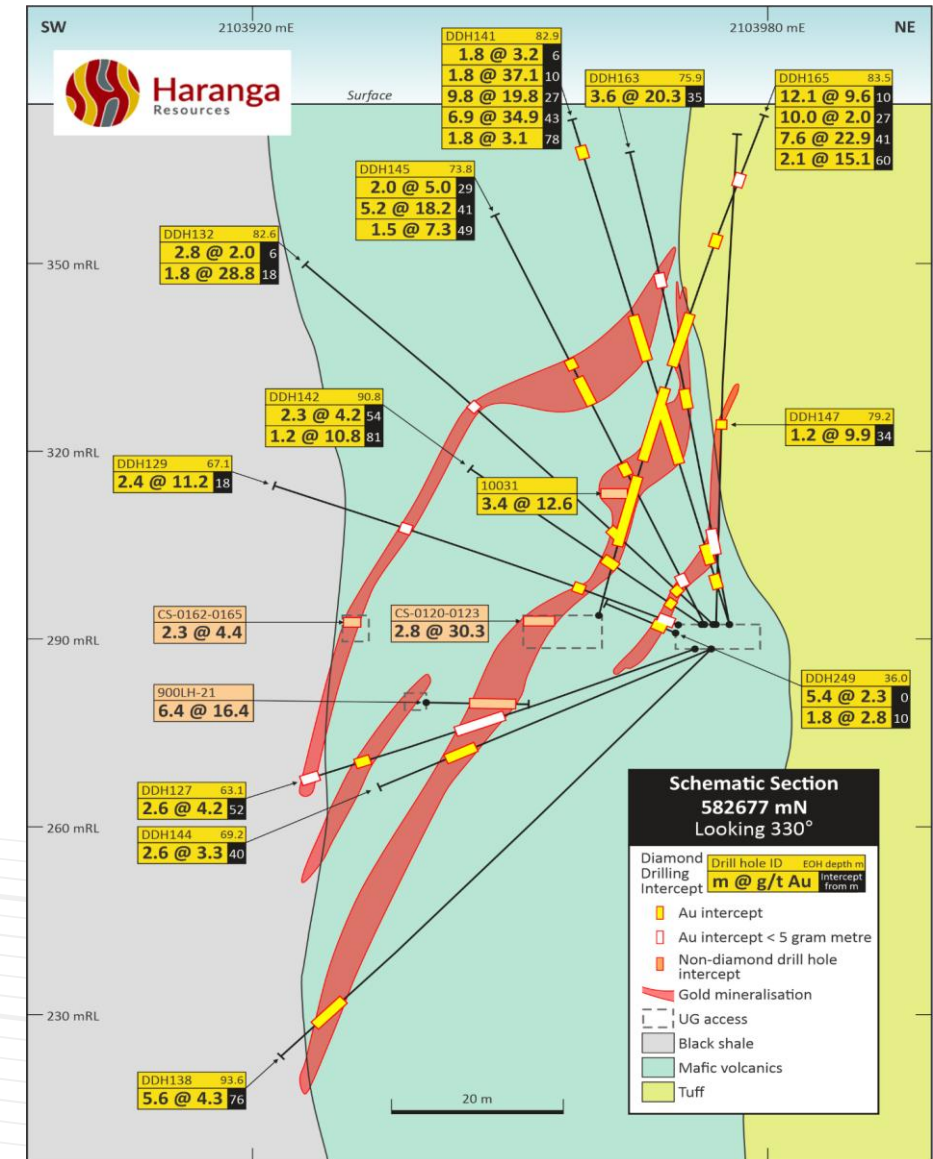 SW
2103920 mE
2103980 mE
NE
Haranga
Resources
Surface
DDH141 82.9
1.8 @ 3.2 6
1.8 @ 37.1 10
9.8 @ 19.8 27
6.9 @ 34.9 43
1.8 @ 3.1 78
DDH163 75.9
3.6 @ 20.3 35
DDH165 83.5
12.1 @ 9.6 10
10.0 @ 2.0 27
7.6 @ 22.9 41
2.1 @ 15.1 60
DDH145 73.8
2.0 @ 5.0 29
5.2 @ 18.2 41
1.5 @ 7.3 49
DDH132 82.6
2.8 @ 2.0 6
1.8 @ 28.8 18
350 mRL
DDH142 90.8
2.3 @ 4.2 54
1.2 @ 10.8 81
DDH147 79.2
1.2 @ 9.9 34
320 mRL
DDH129 67.1
2.4 @ 11.2 18
10031
3.4 @ 12.6
CS-0162-0165
2.3 @ 4.4
CS-0120-0123
2.8 @ 30.3
290 mRL
900LH-21
6.4 @ 16.4
DDH249 36.0
5.4 @ 2.3 0
1.8 @ 2.8 10
DDH127 63.1
2.6 @ 4.2 52
260 mRL
DDH144 69.2
2.6 @ 3.3 40
230 mRL
DDH138 93.6
5.6 @ 4.3 76
20 m
Schematic Section
582677 mN
Looking 330°
Diamond
Drilling
Intercept
Drill hole ID EOH depth m
m @ g/t Au Intercept
from m
Au intercept
Au intercept < 5 gram metre
Non-diamond drill hole
intercept
Gold mineralisation
UG access
Black shale
Mafic volcanics
Tuff